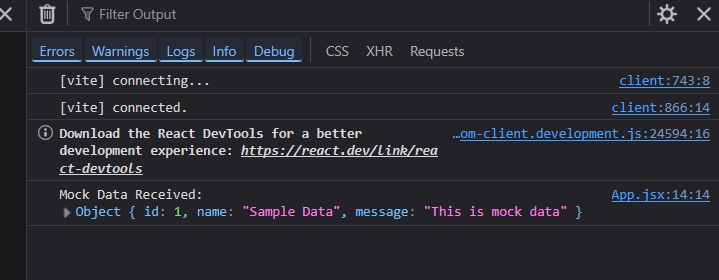 Filter Output
Errors Warnings Logs Info Debug CSS XHR Requests
[vite] connecting... client:743:8
[vite] connected. client:866:14
Download the React DevTools for a better …om-client.development.js:24594:16
development experience: https://react.dev/link/rea
ct-devtools
Mock Data Received: App.jsx:14:14
Object { id: 1, name: "Sample Data", message: "This is mock data" }